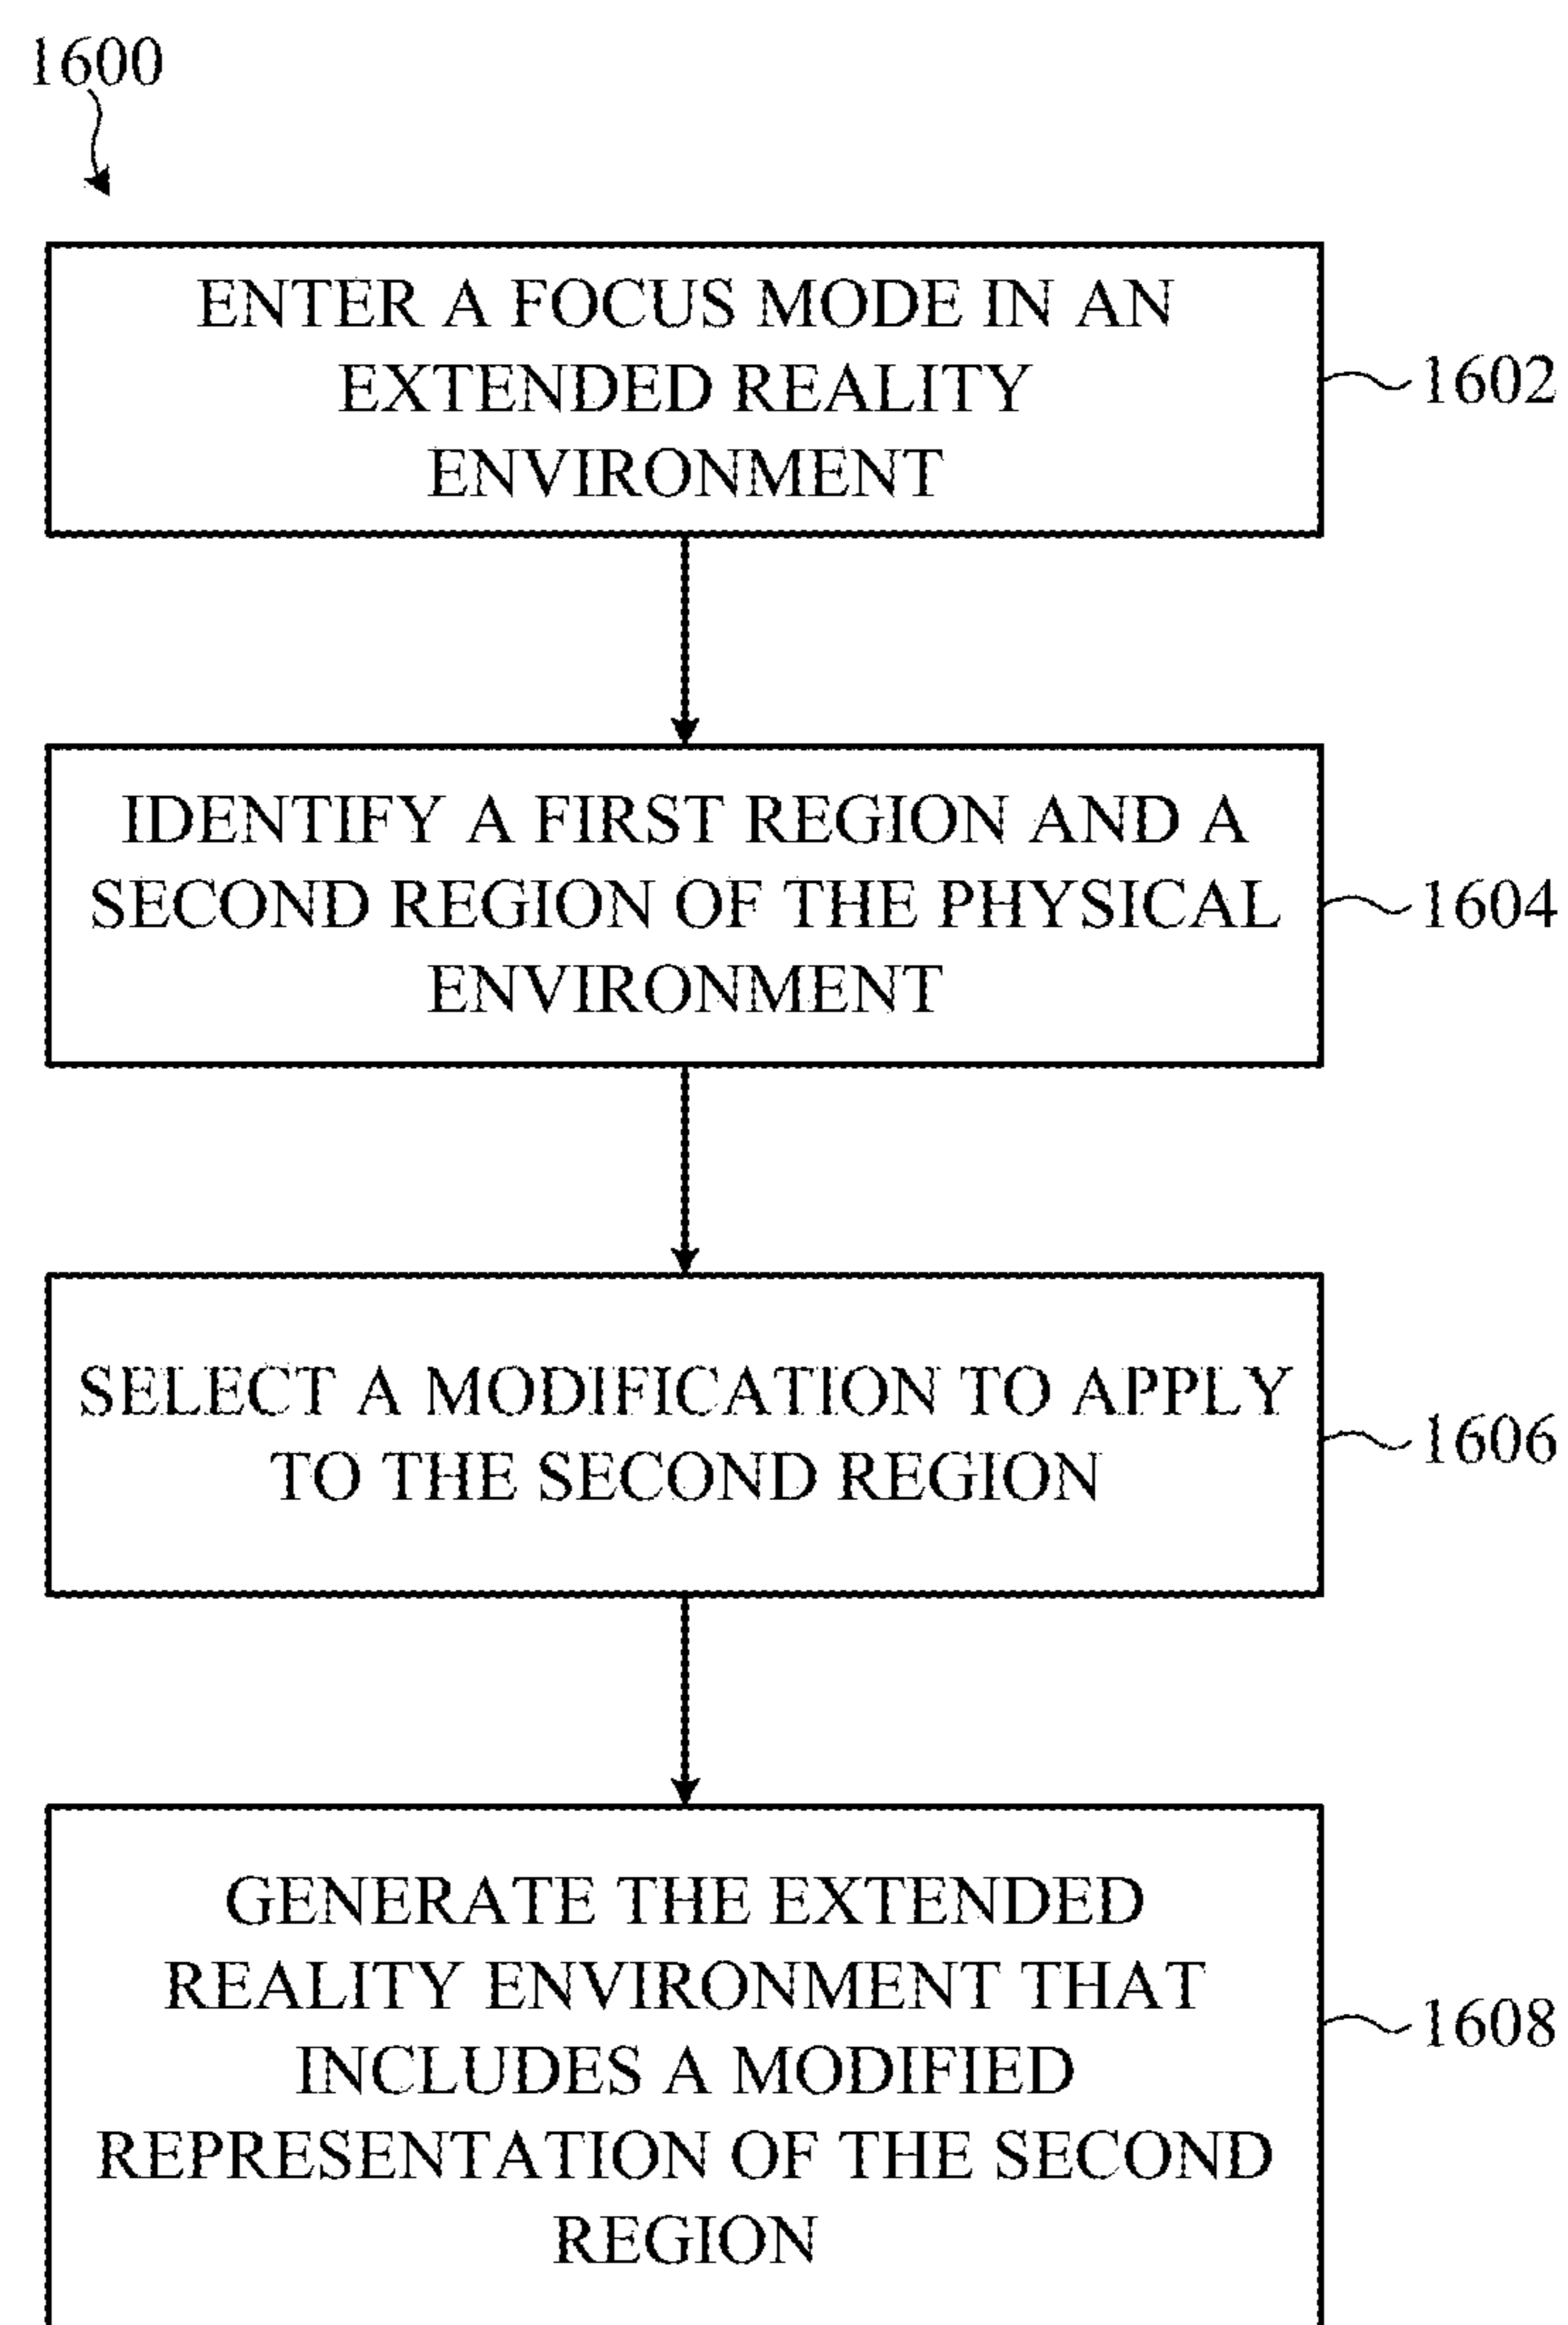 1600
ENTER A FOCUS MODE IN AN
EXTENDED REALITY
ENVIRONMENT
1602
IDENTIFY A FIRST REGION AND A
SECOND REGION OF THE PHYSICAL
ENVIRONMENT
1604
SELECT A MODIFICATION TO APPLY
TO THE SECOND REGION
1606
GENERATE THE EXTENDED
REALITY ENVIRONMENT THAT
INCLUDES A MODIFIED
REPRESENTATION OF THE SECOND
REGION
1608